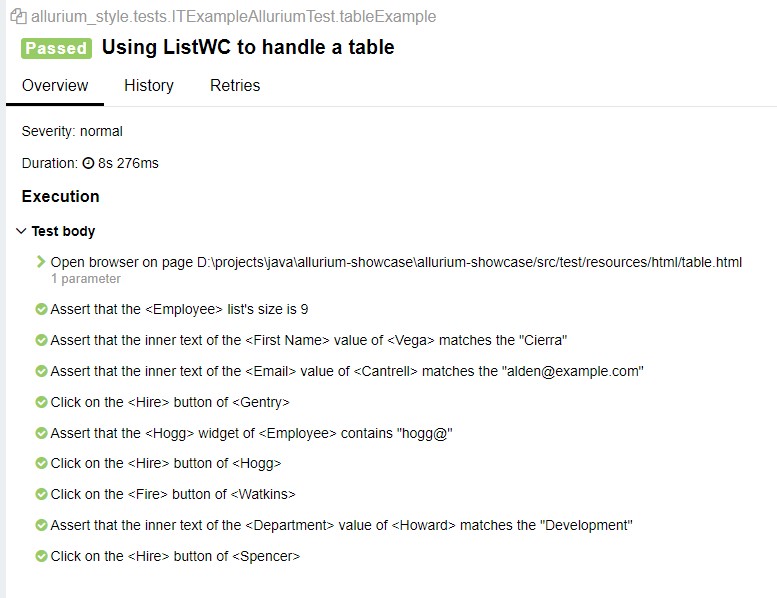 allurium_style.tests.ITExampleAlluriumTest.tableExample
Passed Using ListWC to handle a table
Overview History Retries
Severity: normal
Duration: 8s 276ms
Execution
Test body
Open browser on page D:\projects\java\allurium-showcase\allurium-showcase/src/test/resources/html/table.html
1 parameter
Assert that the <Employee> list's size is 9
Assert that the inner text of the <First Name> value of <Vega> matches the "Cierra"
Assert that the inner text of the <Email> value of <Cantrell> matches the "alden@example.com"
Click on the <Hire> button of <Gentry>
Assert that the <Hogg> widget of <Employee> contains "hogg@"
Click on the <Hire> button of <Hogg>
Click on the <Fire> button of <Watkins>
Assert that the inner text of the <Department> value of <Howard> matches the "Development"
Click on the <Hire> button of <Spencer>